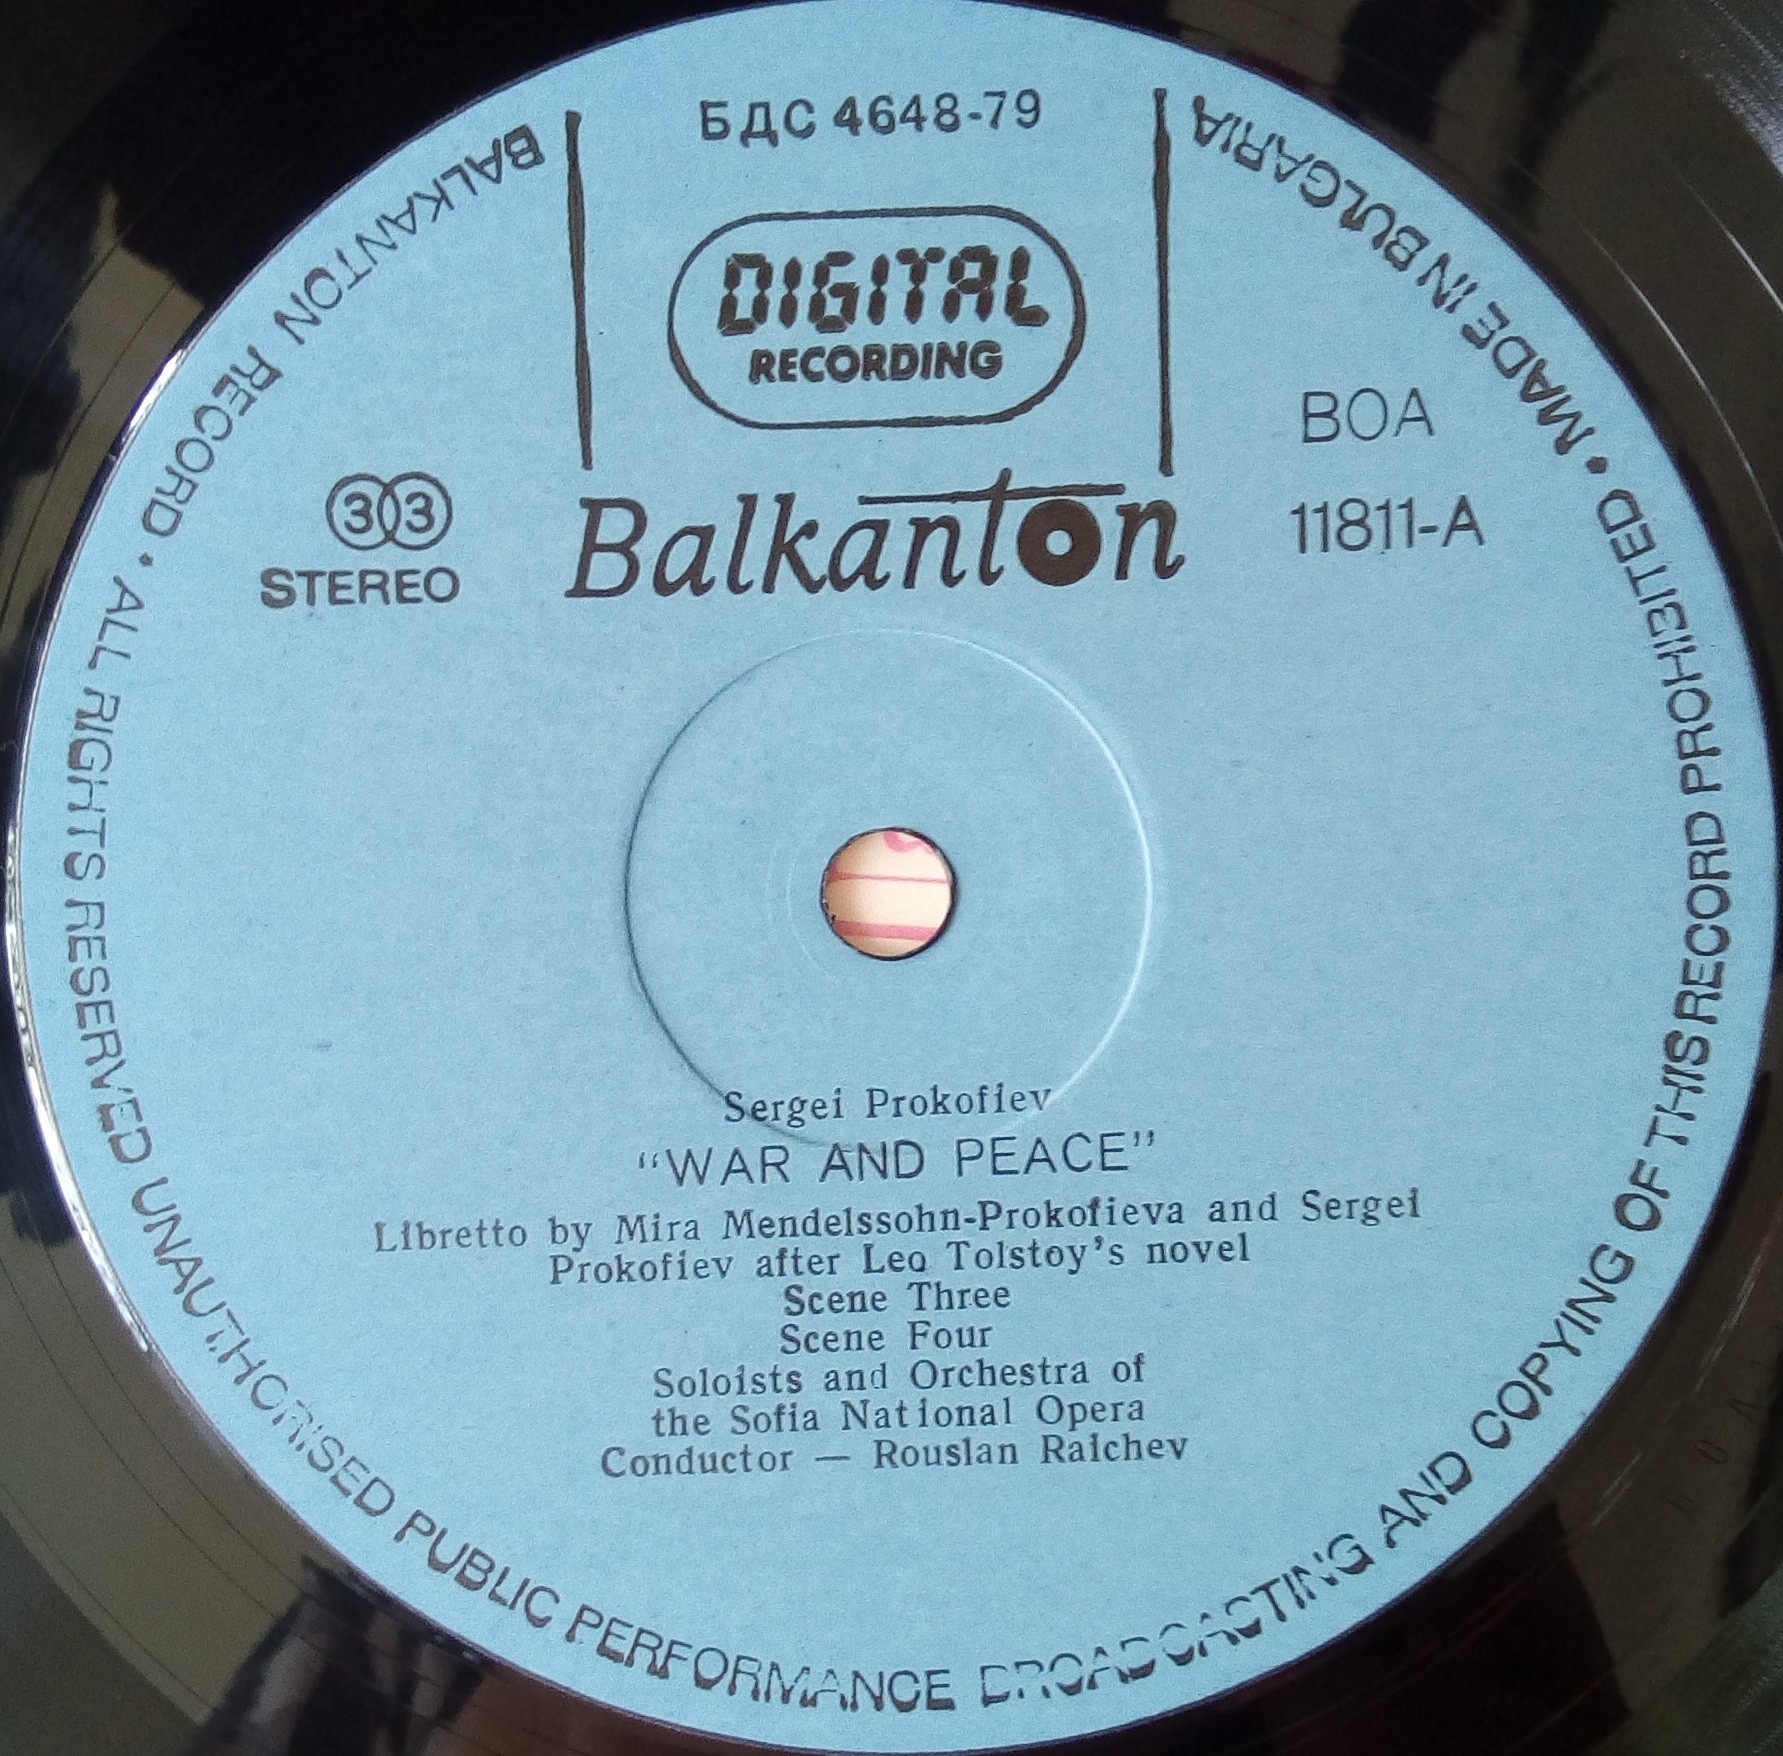 БДС 4648-79
DIGITAL
RECORDING
33
STEREO
Balkanton
BOA
11811-A
Sergei Prokofiev
“WAR AND PEACE”
Libretto by Mira Mendelssohn-Prokofieva and Sergei
Prokofiev after Leo Tolstoy’s novel
Scene Three
Scene Four
Soloists and Orchestra of
the Sofia National Opera
Conductor — Rouslan Raichev
BALKANTON RECORD · ALL RIGHTS RESERVED UNAUTHORISED PUBLIC PERFORMANCE BROADCASTING AND COPYING OF THIS RECORD PROHIBITED · MADE IN BULGARIA